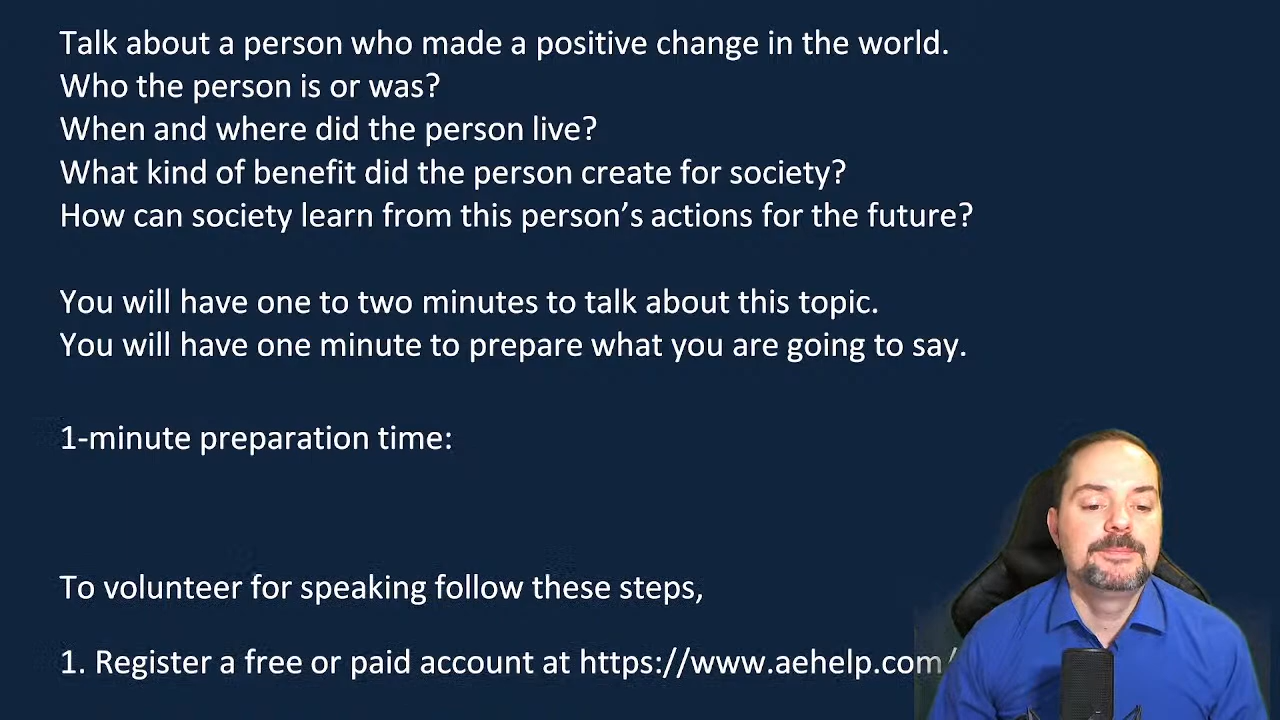 Talk about a person who made a positive change in the world.
Who the person is or was?
When and where did the person live?
What kind of benefit did the person create for society?
How can society learn from this person’s actions for the future?
You will have one to two minutes to talk about this topic.
You will have one minute to prepare what you are going to say.
1-minute preparation time:
To volunteer for speaking follow these steps,
1. Register a free or paid account at https://www.aehelp.com/